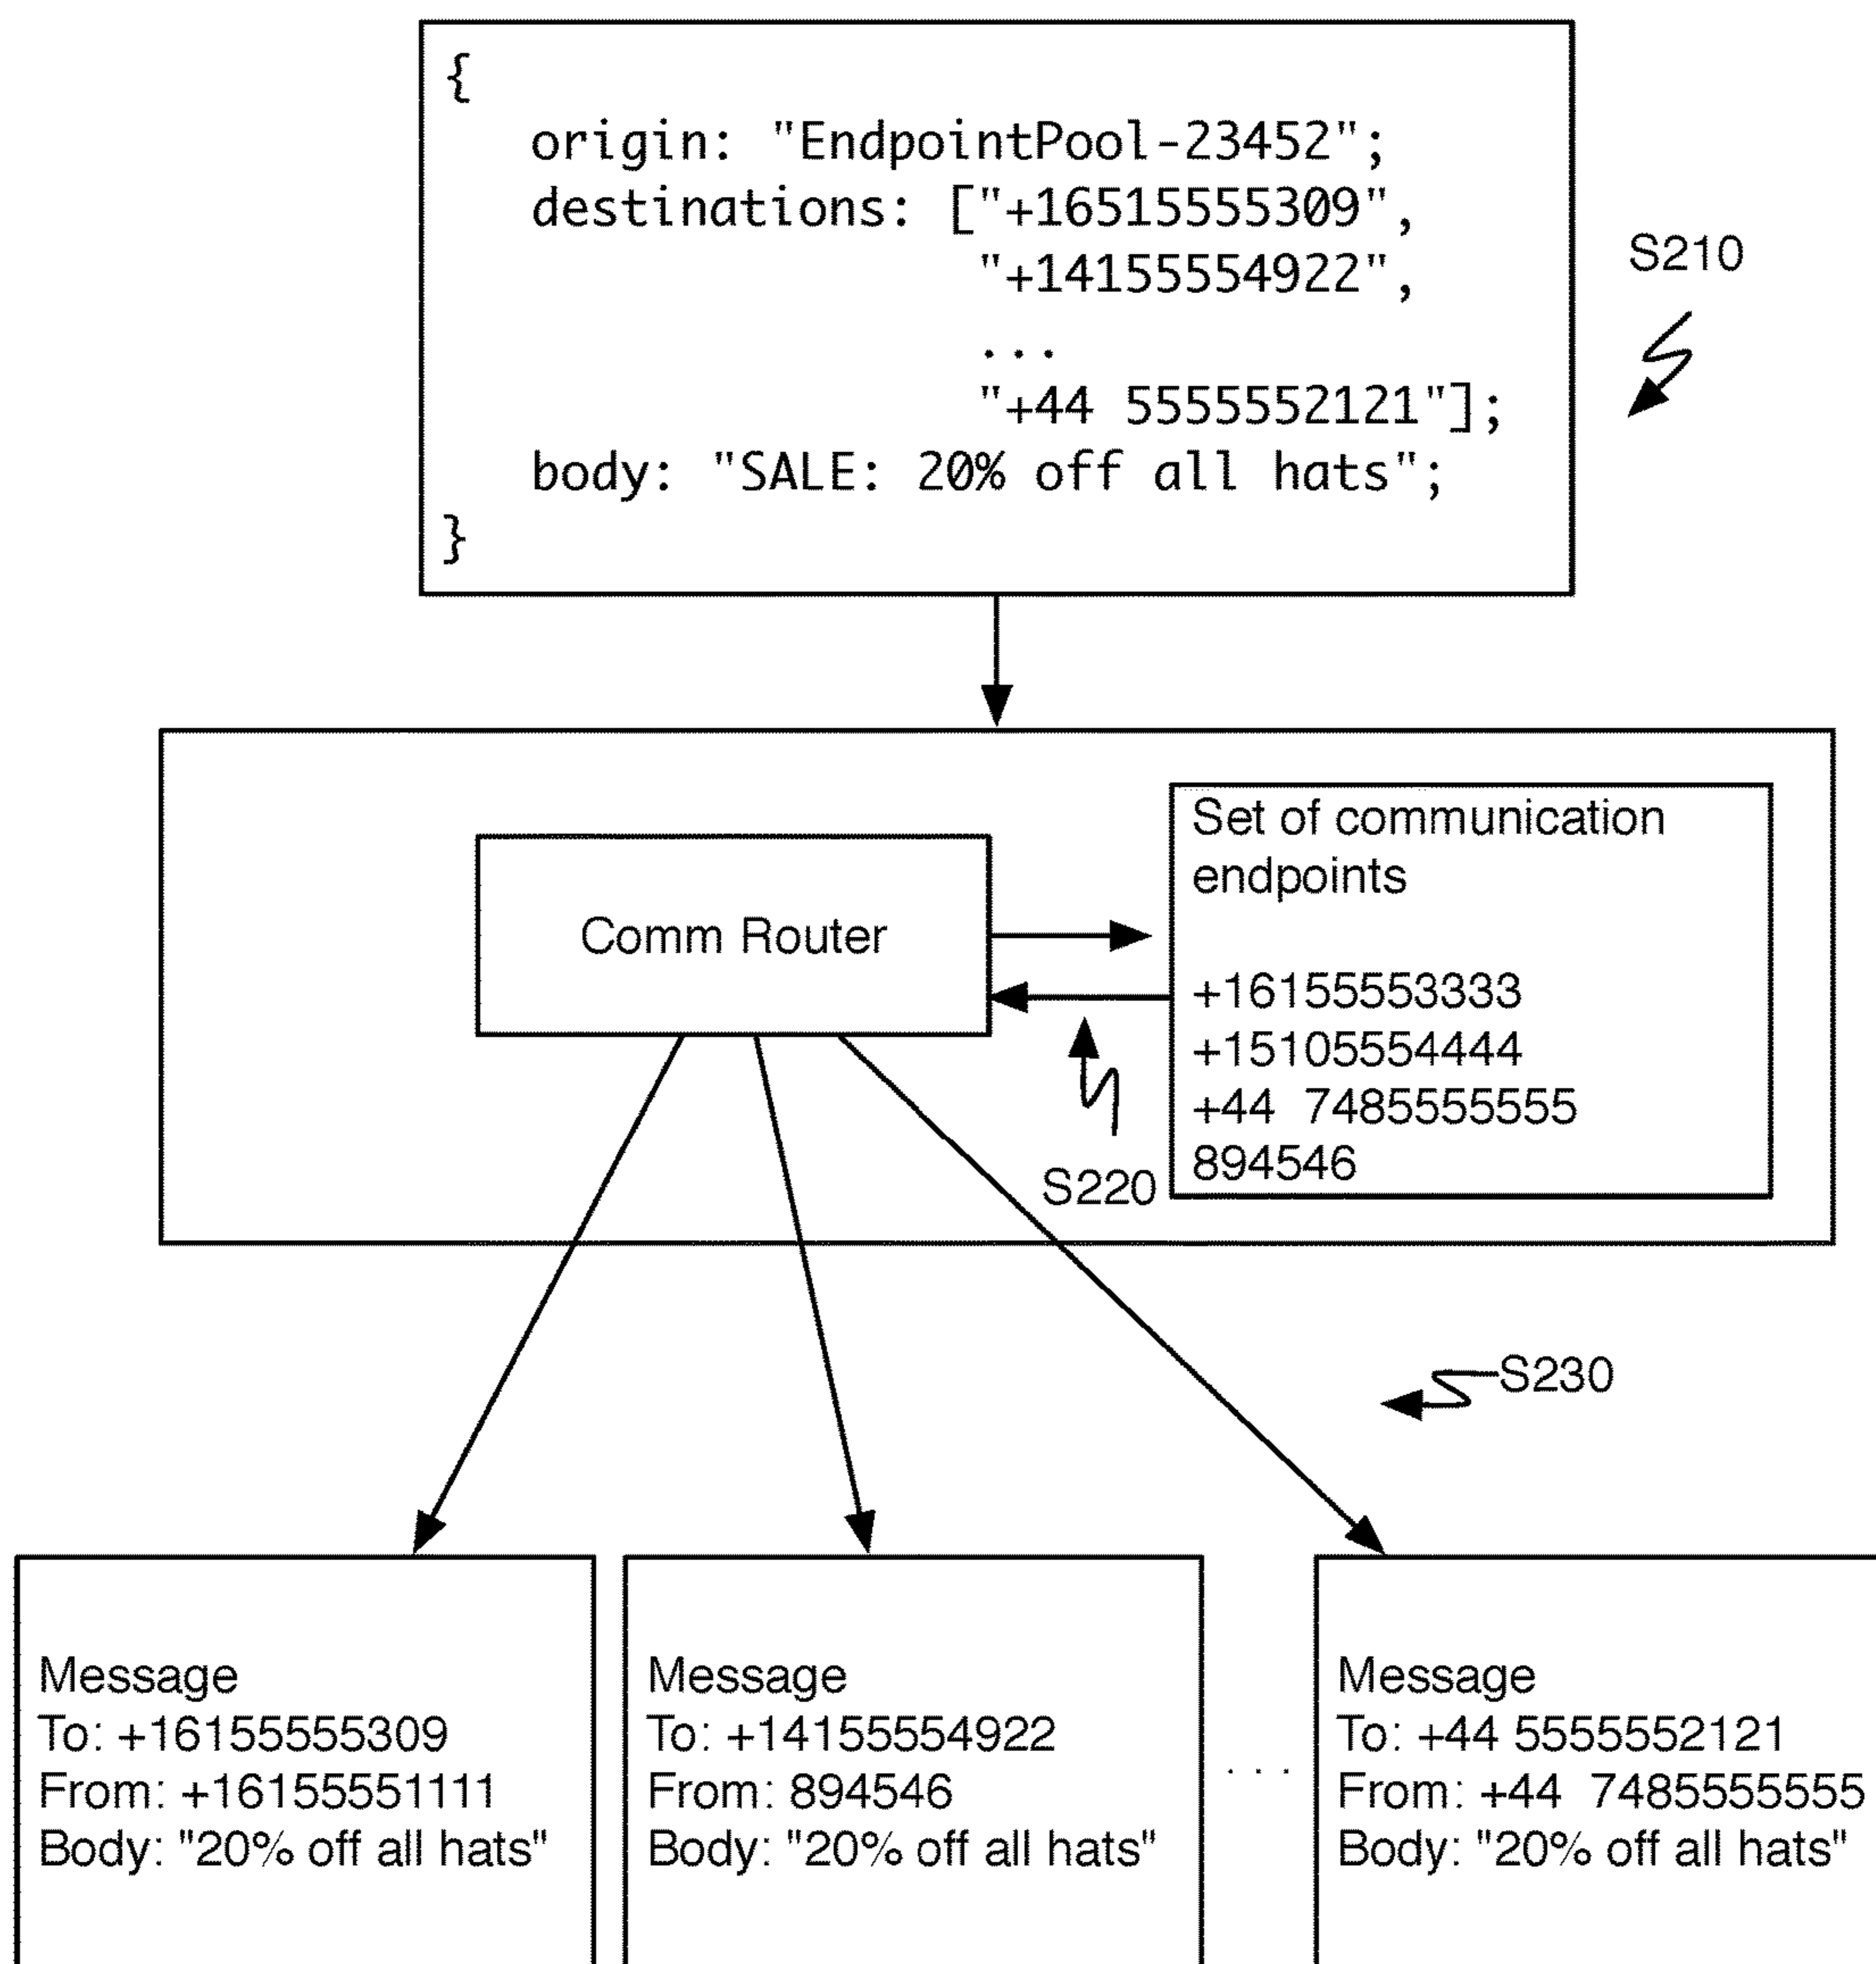 {
origin: "EndpointPool-23452";
destinations: ["+16515555309",
"+14155554922",
...
"+44 5555552121"];
body: "SALE: 20% off all hats";
}
S210
Comm Router
Set of communication
endpoints
+16155553333
+15105554444
+44 7485555555
894546
S220
S230
Message
To: +16155555309
From: +16155551111
Body: "20% off all hats"
Message
To: +14155554922
From: 894546
Body: "20% off all hats"
. . .
Message
To: +44 5555552121
From: +44 7485555555
Body: "20% off all hats"